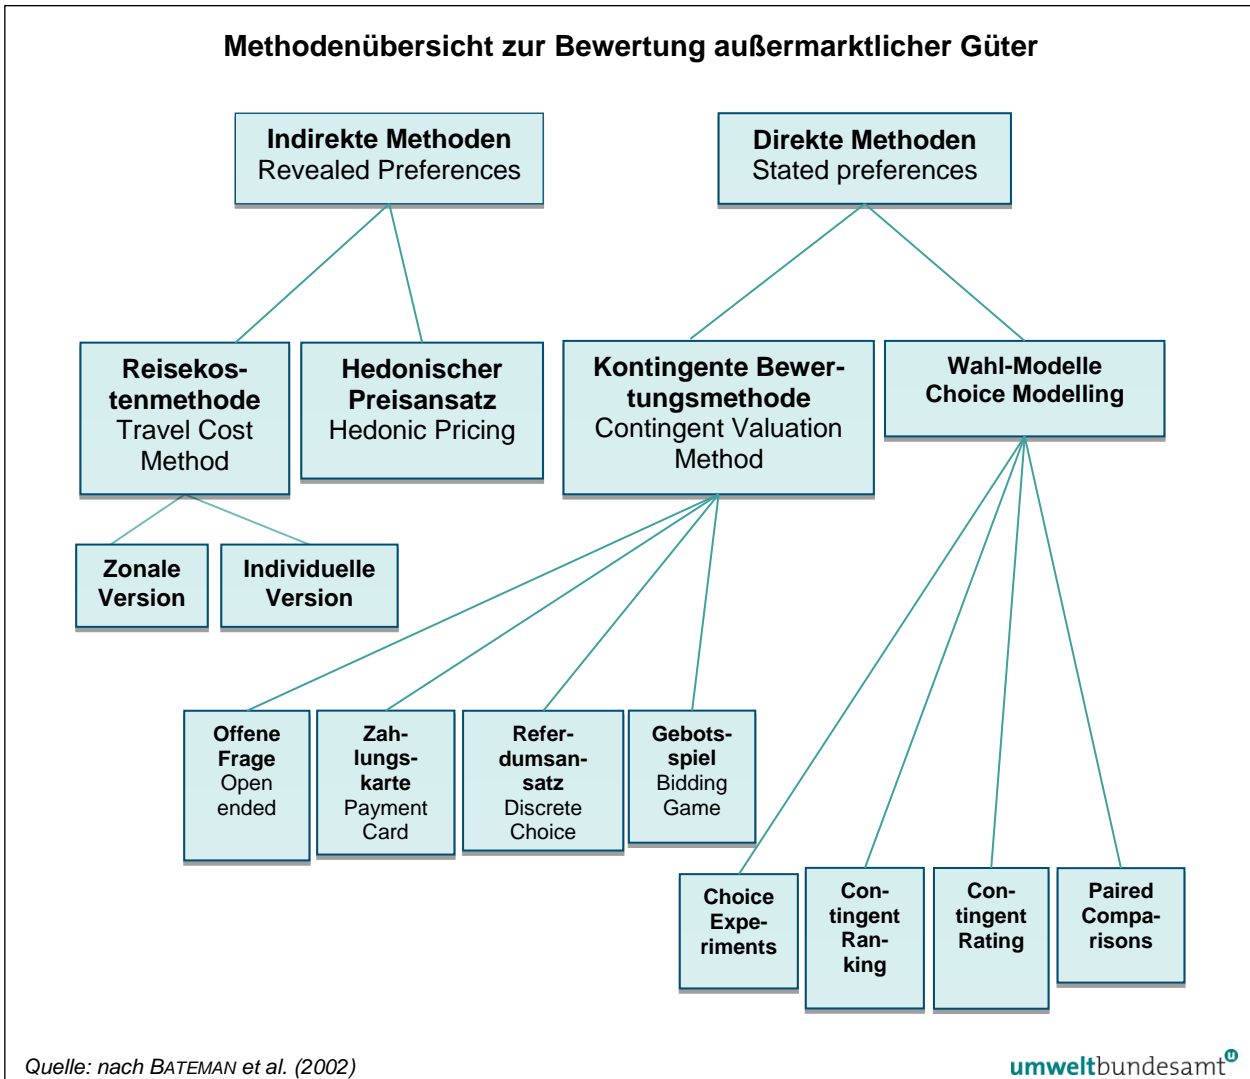 Methodenübersicht zur Bewertung außermarktlicher Güter
Indirekte Methoden
Revealed Preferences
Direkte Methoden
Stated preferences
Reisekos-
tenmethode
Travel Cost
Method
Hedonischer
Preisansatz
Hedonic Pricing
Kontingente Bewer-
tungsmethode
Contingent Valuation
Method
Wahl-Modelle
Choice Modelling
Zonale
Version
Individuelle
Version
Offene
Frage
Open
ended
Zah-
lungs-
karte
Payment
Card
Refer-
dumsan-
satz
Discrete
Choice
Gebots-
spiel
Bidding
Game
Choice
Expe-
riments
Con-
tingent
Ran-
king
Con-
tingent
Rating
Paired
Compa-
risons
Quelle: nach BATEMAN et al. (2002)
umweltbundesamt